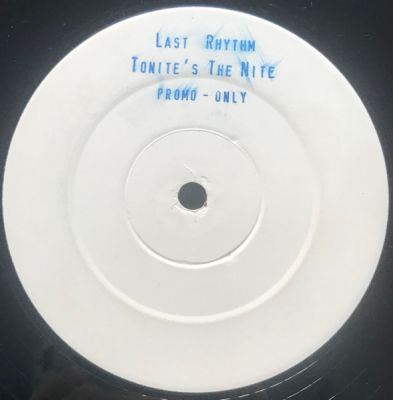 Last Rhythm
Tonite's The Nite
PROMO - ONLY